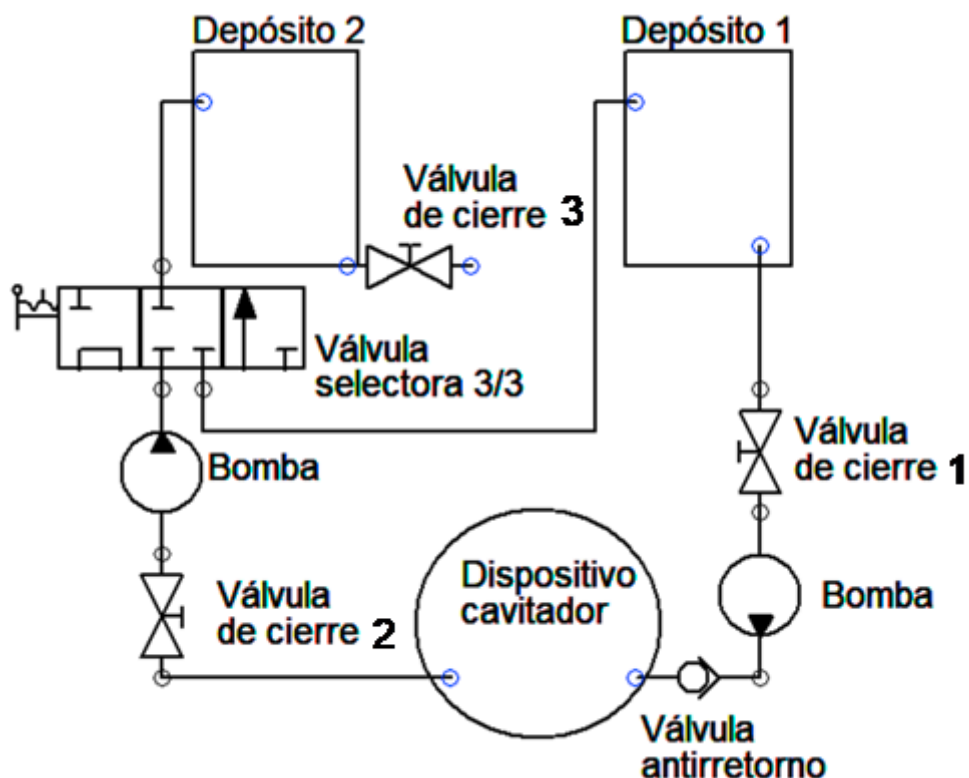 Depósito 2
Depósito 1
Válvula
de cierre 3
Válvula
selectora 3/3
Bomba
Válvula
de cierre 1
Válvula
de cierre 2
Dispositivo
cavitador
Bomba
Válvula
antirretorno